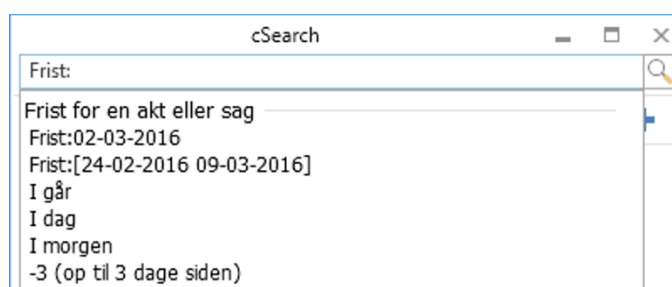 cSearch
Frist:
Frist for en akt eller sag
Frist:02-03-2016
Frist:[24-02-2016 09-03-2016]
I går
I dag
I morgen
-3 (op til 3 dage siden)